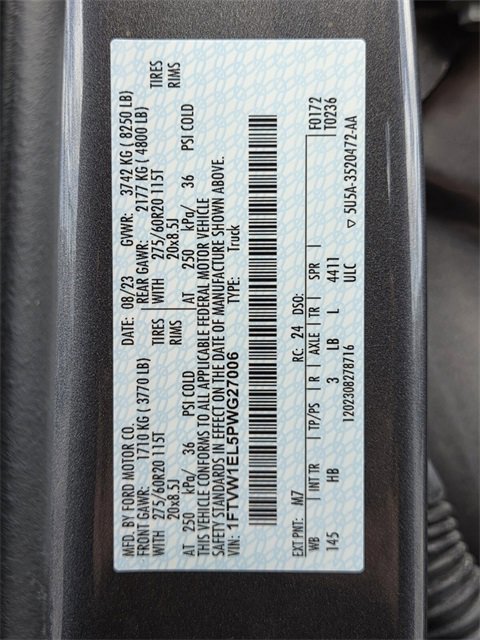 MFD. BY FORD MOTOR CO.
DATE: 08/23 GVWR: 3742 KG (8250 LB)
FRONT GAWR: 1710 KG (3770 LB) REAR GAWR: 2177 KG (4800 LB)
WITH 275/60R20 115T TIRES WITH 275/60R20 115T TIRES
20x8.5J RIMS 20x8.5J RIMS
AT 250 kPa/ 36 PSI COLD AT 250 kPa/ 36 PSI COLD
THIS VEHICLE CONFORMS TO ALL APPLICABLE FEDERAL MOTOR VEHICLE
SAFETY STANDARDS IN EFFECT ON THE DATE OF MANUFACTURE SHOWN ABOVE.
1FTVW1EL5PWG27006 TYPE: Truck
F0172
T0236
EXT PNT: M7 RC: 24 DSO:
WB INT TR TP/PS R AXLE TR SPR
145 HB 3 LB L 4411
1202308278716 ULC ▽ 5U5A-3520472-AA